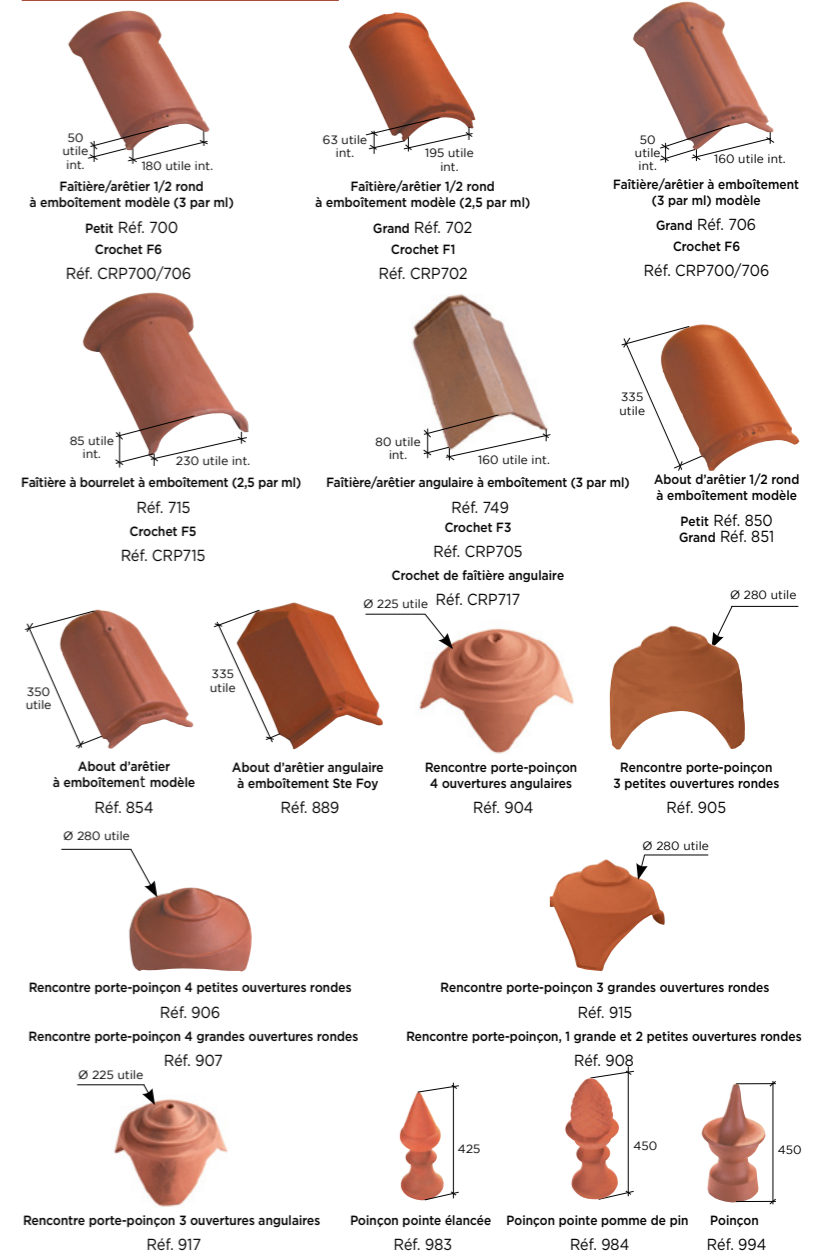 50
utile
int.
180 utile int.
Faîtière/arêtier 1/2 rond
à emboîtement modèle (3 par ml)
Petit Réf. 700
Crochet F6
Réf. CRP700/706
63 utile
int.
195 utile
int.
Faîtière/arêtier 1/2 rond
à emboîtement modèle (2,5 par ml)
Grand Réf. 702
Crochet F1
Réf. CRP702
50
utile
int.
160 utile int.
Faîtière/arêtier à emboîtement
(3 par ml) modèle
Grand Réf. 706
Crochet F6
Réf. CRP700/706
85 utile
int.
230 utile int.
Faîtière à bourrelet à emboîtement (2,5 par ml)
Réf. 715
Crochet F5
Réf. CRP715
80 utile
int.
160 utile int.
Faîtière/arêtier angulaire à emboîtement (3 par ml)
Réf. 749
Crochet F3
Réf. CRP705
Crochet de faîtière angulaire
Réf. CRP717
335
utile
About d'arêtier 1/2 rond
à emboîtement modèle
Petit Réf. 850
Grand Réf. 851
350
utile
About d'arêtier
à emboîtement modèle
Réf. 854
335
utile
About d'arêtier angulaire
à emboîtement Ste Foy
Réf. 889
Ø 225 utile
Rencontre porte-poinçon
4 ouvertures angulaires
Réf. 904
Ø 280 utile
Rencontre porte-poinçon
3 petites ouvertures rondes
Réf. 905
Ø 280 utile
Rencontre porte-poinçon 4 petites ouvertures rondes
Réf. 906
Rencontre porte-poinçon 4 grandes ouvertures rondes
Réf. 907
Ø 280 utile
Rencontre porte-poinçon 3 grandes ouvertures rondes
Réf. 915
Rencontre porte-poinçon, 1 grande et 2 petites ouvertures rondes
Réf. 908
Ø 225 utile
Rencontre porte-poinçon 3 ouvertures angulaires
Réf. 917
425
Poinçon pointe élancée
Réf. 983
450
Poinçon pointe pomme de pin
Réf. 984
450
Poinçon
Réf. 994